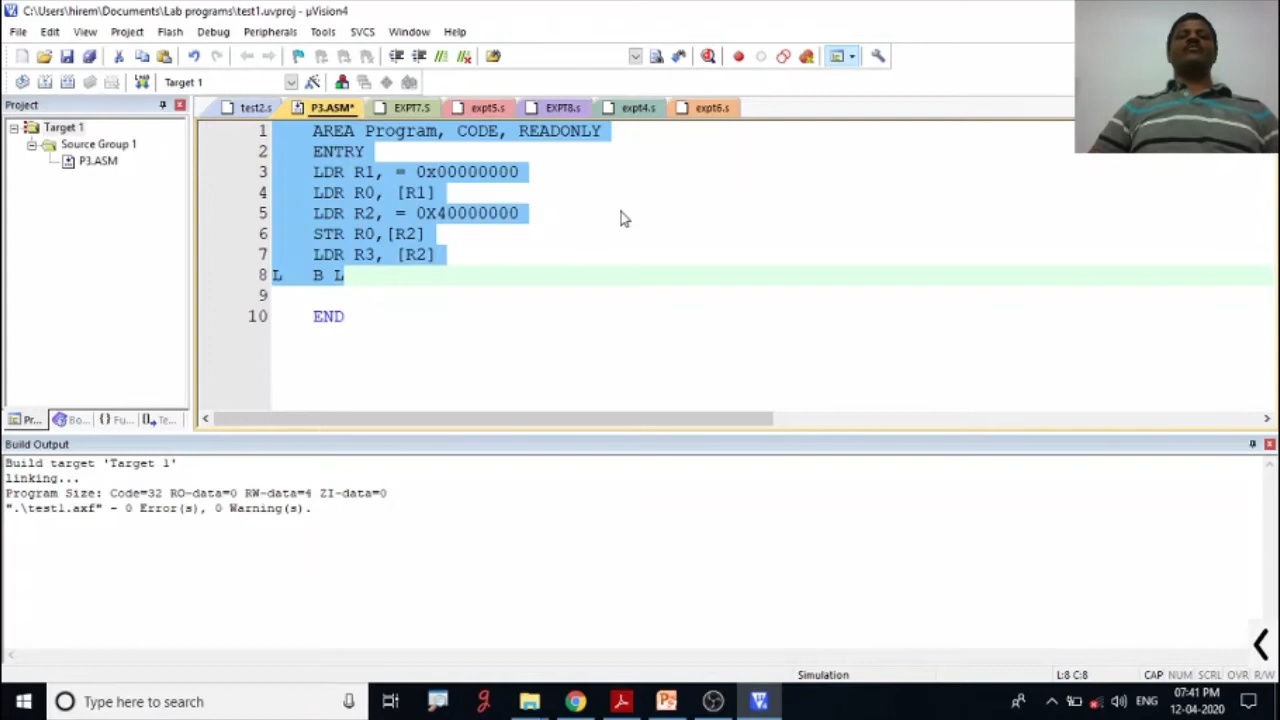 C:\Users\hirem\Documents\Lab programs\test1.uvproj - µVision4
File Edit View Project Flash Debug Peripherals Tools SVCS Window Help
Target 1
Project
test2.s P3.ASM* EXPT7.S expt5.s EXPT8.s expt4.s expt6.s
Target 1
Source Group 1
P3.ASM
1 AREA Program, CODE, READONLY
2 ENTRY
3 LDR R1, = 0x00000000
4 LDR R0, [R1]
5 LDR R2, = 0X40000000
6 STR R0,[R2]
7 LDR R3, [R2]
8 L B L
9
10 END
Pr... Bo... {} Fu... Te...
Build Output
Build target 'Target 1'
linking...
Program Size: Code=32 RO-data=0 RW-data=4 ZI-data=0
".\test1.axf" - 0 Error(s), 0 Warning(s).
Simulation L:8 C:8 CAP NUM SCRL OVR R/W
Type here to search
ENG
07:41 PM
12-04-2020